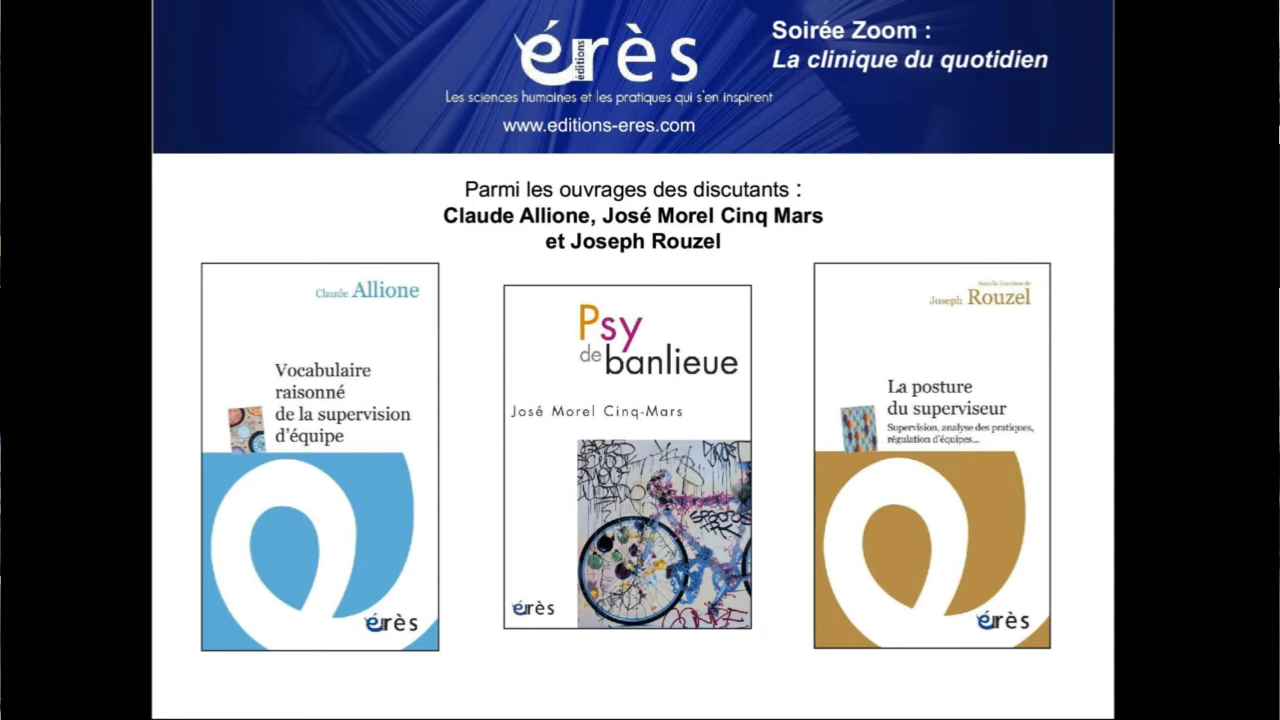 éditions érès
Les sciences humaines et les pratiques qui s'en inspirent
www.editions-eres.com
Soirée Zoom :
La clinique du quotidien
Parmi les ouvrages des discutants :
Claude Allione, José Morel Cinq Mars
et Joseph Rouzel
Claude Allione
Vocabulaire
raisonné
de la supervision
d'équipe
érès
Psy
de banlieue
José Morel Cinq-Mars
érès
Sous la direction de
Joseph Rouzel
La posture
du superviseur
Supervision, analyse des pratiques,
régulation d'équipes...
érès